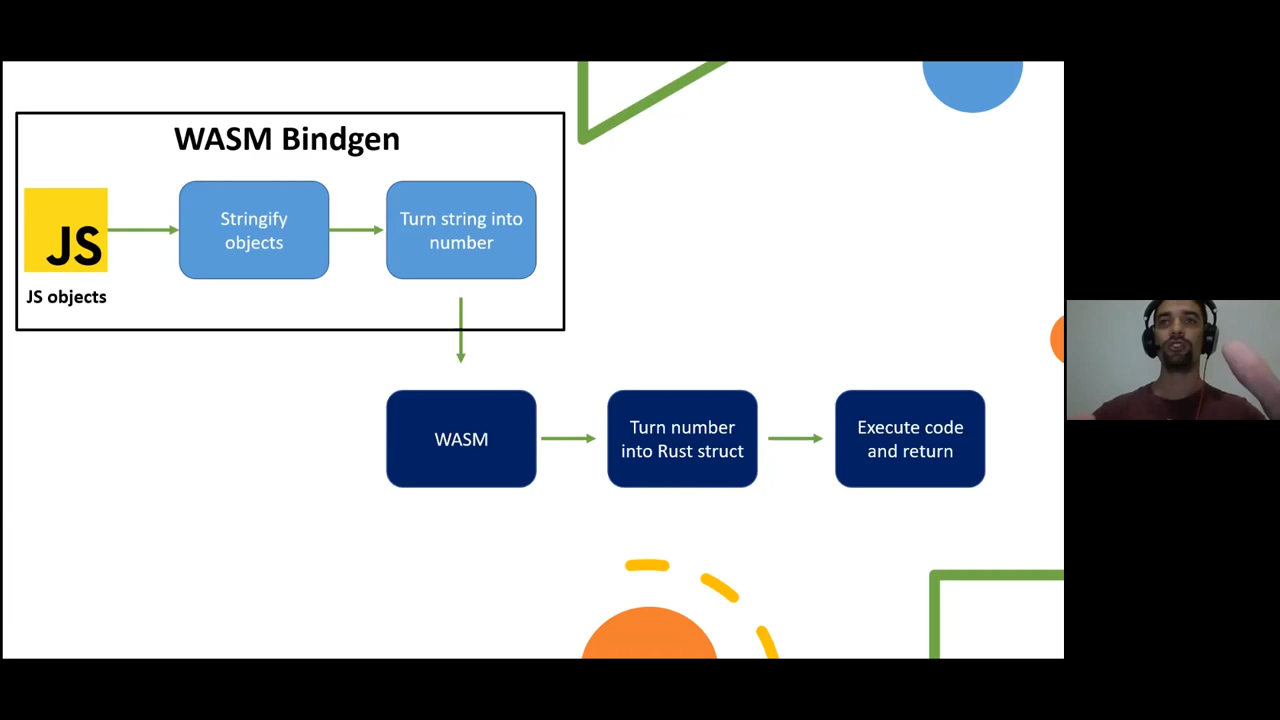 WASM Bindgen
JS
JS objects
Stringify
objects
Turn string into
number
WASM
Turn number
into Rust struct
Execute code
and return